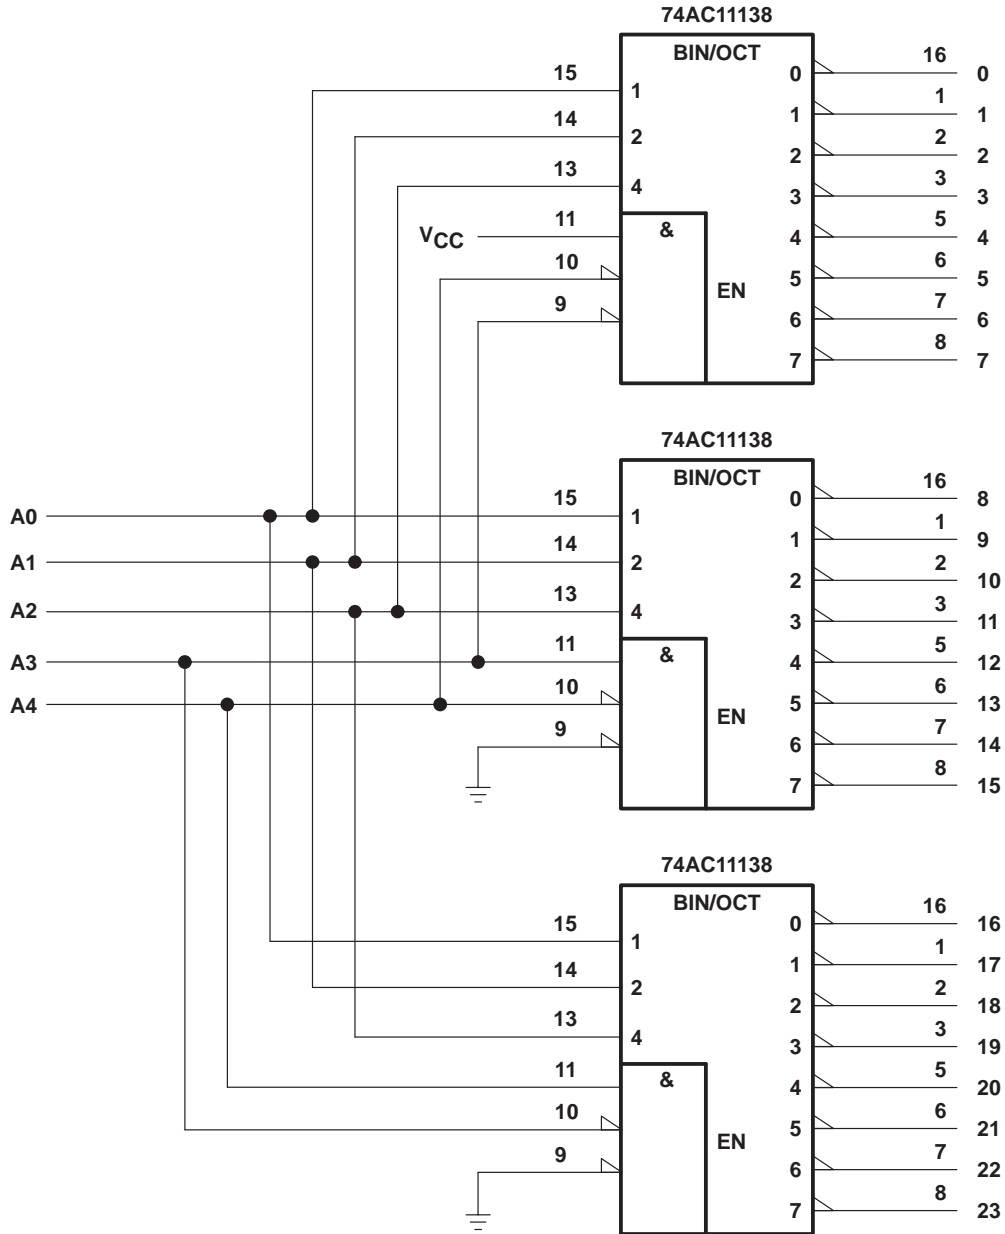 74AC11138
BIN/OCT
15 1 0 16 0
14 2 1 1 1
13 4 2 2 2
3 3 3
VCC 11 & 4 5 4
10 5 6 5
EN
9 6 7 6
7 8 7
74AC11138
BIN/OCT
A0 15 1 0 16 8
A1 14 2 1 1 9
A2 13 4 2 2 10
3 3 11
A3 11 & 4 5 12
A4 10 5 6 13
EN
9 6 7 14
7 8 15
74AC11138
BIN/OCT
15 1 0 16 16
14 2 1 1 17
13 4 2 2 18
3 3 19
11 & 4 5 20
10 5 6 21
EN
9 6 7 22
7 8 23